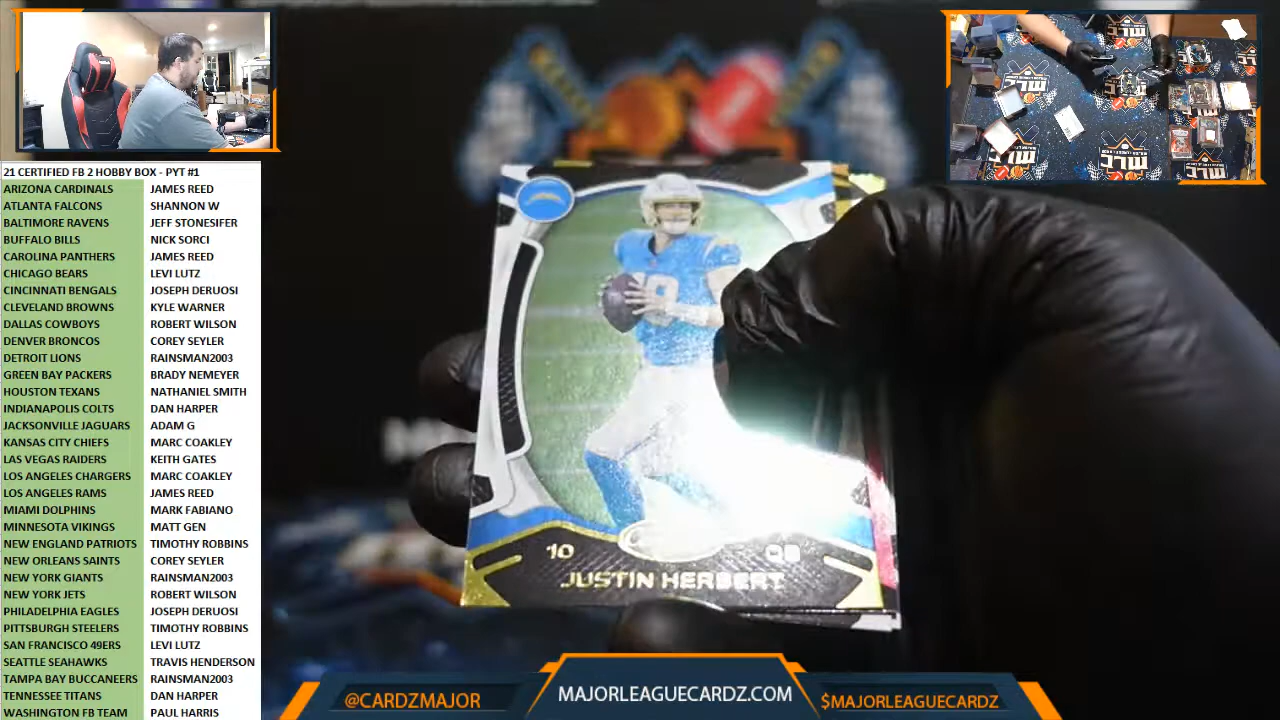 21 CERTIFIED FB 2 HOBBY BOX - PYT #1
ARIZONA CARDINALS JAMES REED
ATLANTA FALCONS SHANNON W
BALTIMORE RAVENS JEFF STONESIFER
BUFFALO BILLS NICK SORCI
CAROLINA PANTHERS JAMES REED
CHICAGO BEARS LEVI LUTZ
CINCINNATI BENGALS JOSEPH DERUOSI
CLEVELAND BROWNS KYLE WARNER
DALLAS COWBOYS ROBERT WILSON
DENVER BRONCOS COREY SEYLER
DETROIT LIONS RAINSMAN2003
GREEN BAY PACKERS BRADY NEMEYER
HOUSTON TEXANS NATHANIEL SMITH
INDIANAPOLIS COLTS DAN HARPER
JACKSONVILLE JAGUARS ADAM G
KANSAS CITY CHIEFS MARC COAKLEY
LAS VEGAS RAIDERS KEITH GATES
LOS ANGELES CHARGERS MARC COAKLEY
LOS ANGELES RAMS JAMES REED
MIAMI DOLPHINS MARK FABIANO
MINNESOTA VIKINGS MATT GEN
NEW ENGLAND PATRIOTS TIMOTHY ROBBINS
NEW ORLEANS SAINTS COREY SEYLER
NEW YORK GIANTS RAINSMAN2003
NEW YORK JETS ROBERT WILSON
PHILADELPHIA EAGLES JOSEPH DERUOSI
PITTSBURGH STEELERS TIMOTHY ROBBINS
SAN FRANCISCO 49ERS LEVI LUTZ
SEATTLE SEAHAWKS TRAVIS HENDERSON
TAMPA BAY BUCCANEERS RAINSMAN2003
TENNESSEE TITANS DAN HARPER
WASHINGTON FB TEAM PAUL HARRIS
10 QB
JUSTIN HERBERT
@CARDZMAJOR
MAJORLEAGUECARDZ.COM
$MAJORLEAGUECARDZ